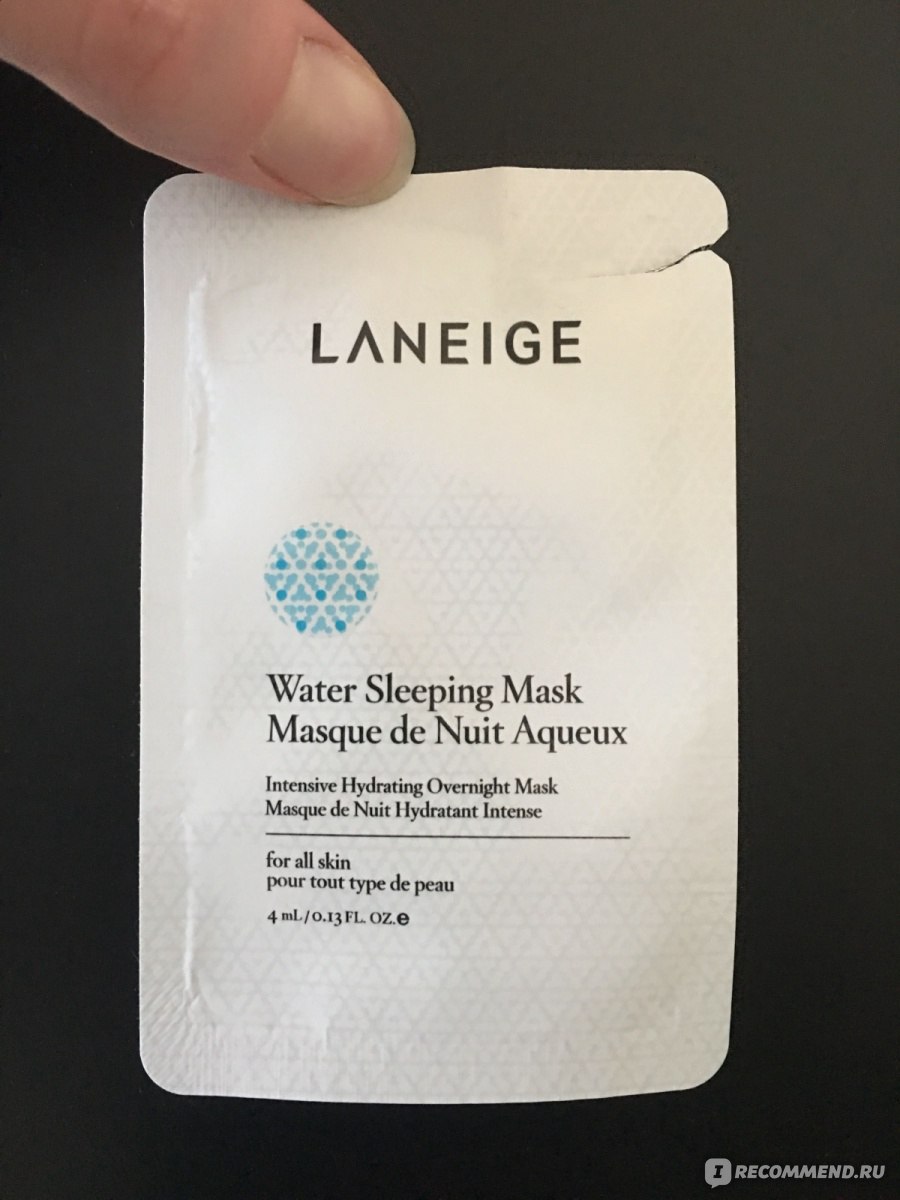 LANEIGE
Water Sleeping Mask
Masque de Nuit Aqueux
Intensive Hydrating Overnight Mask
Masque de Nuit Hydratant Intense
for all skin
pour tout type de peau
4 mL/0.13 FL. OZ.e
I RECOMMEND.RU